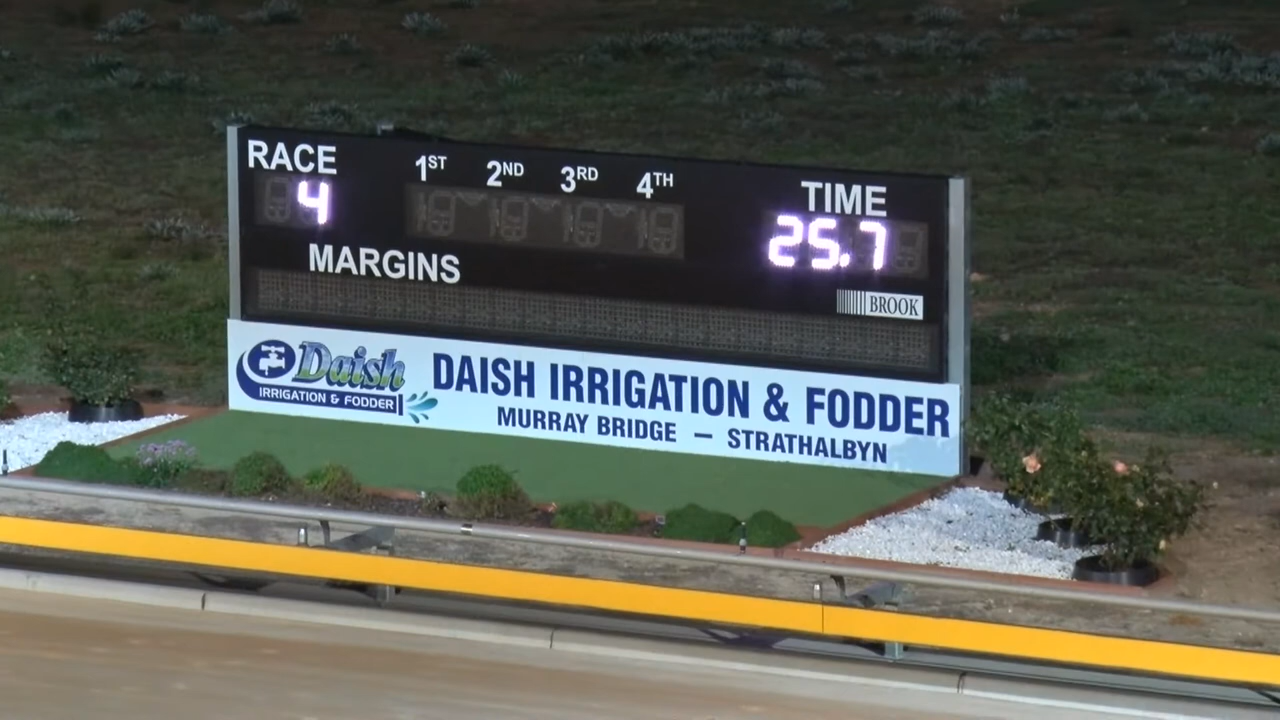 RACE 1ST 2ND 3RD 4TH TIME
4 25.7
MARGINS
BROOK
Daish
IRRIGATION & FODDER
DAISH IRRIGATION & FODDER
MURRAY BRIDGE – STRATHALBYN